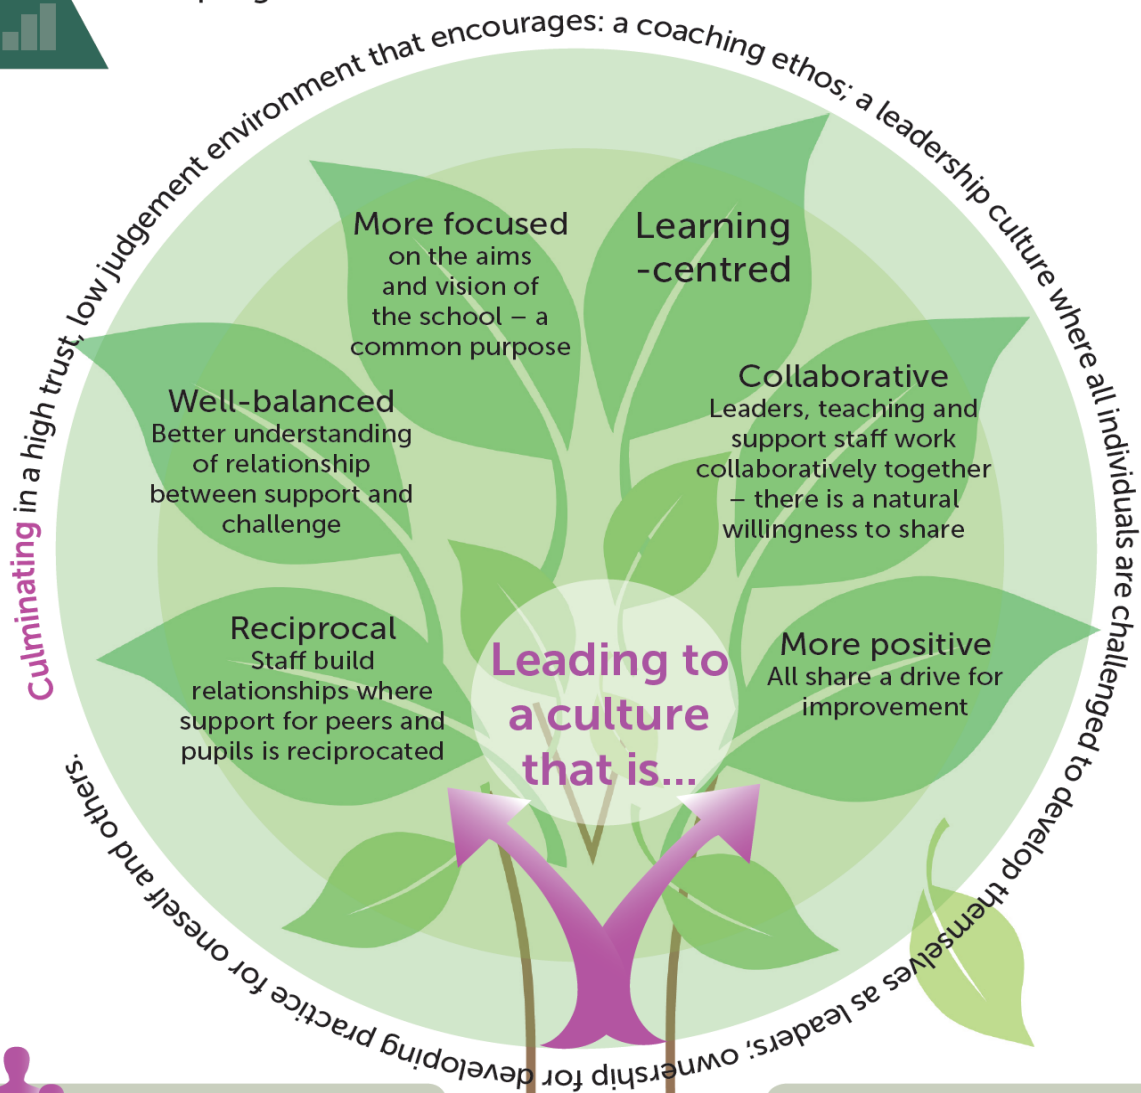 Culminating in a high trust, low judgement environment that encourages: a coaching ethos; a leadership culture where all individuals are challenged to develop themselves as leaders; ownership for developing practice for oneself and others.
More focused
on the aims
and vision of
the school – a
common purpose
Learning
-centred
Well-balanced
Better understanding
of relationship
between support and
challenge
Collaborative
Leaders, teaching and
support staff work
collaboratively together
– there is a natural
willingness to share
Reciprocal
Staff build
relationships where
support for peers and
pupils is reciprocated
More positive
All share a drive for
improvement
Leading to
a culture
that is...